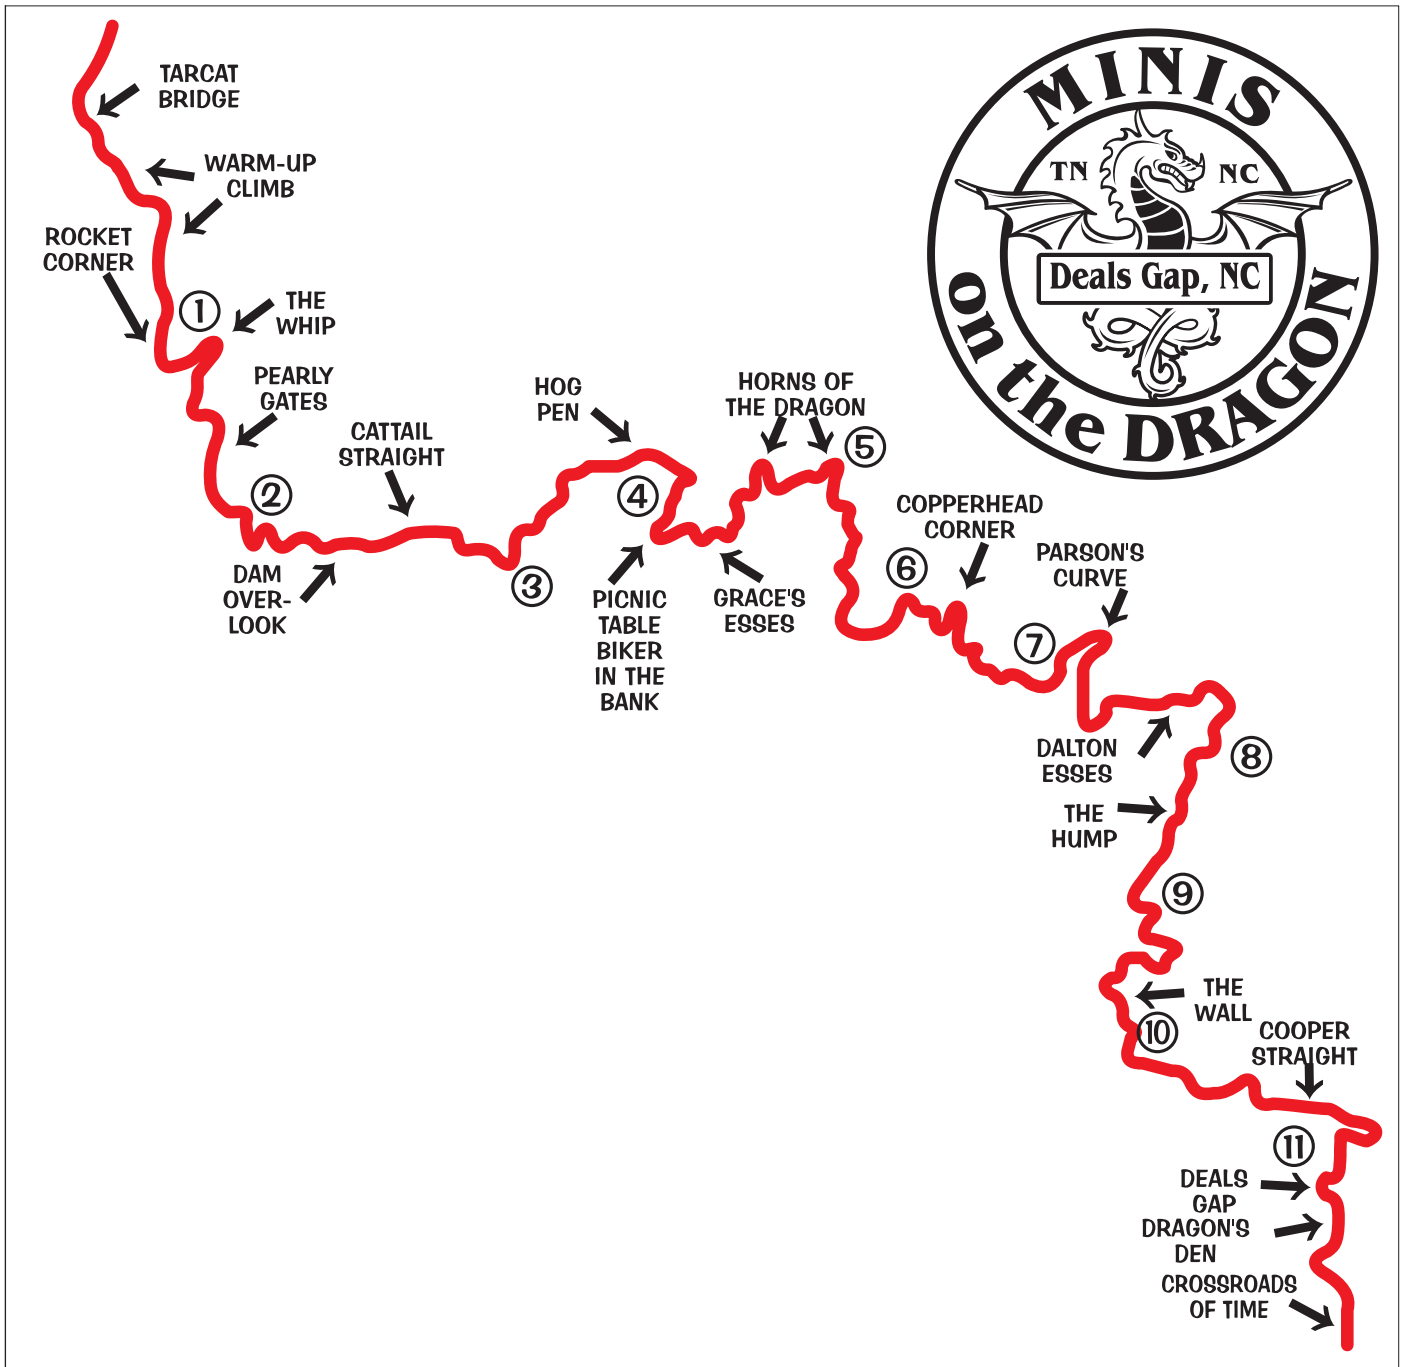 MINIS
TN NC
Deals Gap, NC
on the DRAGON
TARCAT
BRIDGE
WARM-UP
CLIMB
ROCKET
CORNER
1
THE
WHIP
PEARLY
GATES
2
CATTAIL
STRAIGHT
DAM
OVER-
LOOK
3
HOG
PEN
4
PICNIC
TABLE
BIKER
IN THE
BANK
GRACE'S
ESSES
HORNS OF
THE DRAGON
5
6
COPPERHEAD
CORNER
7
PARSON'S
CURVE
DALTON
ESSES
8
THE
HUMP
9
THE
WALL
10
COOPER
STRAIGHT
11
DEALS
GAP
DRAGON'S
DEN
CROSSROADS
OF TIME